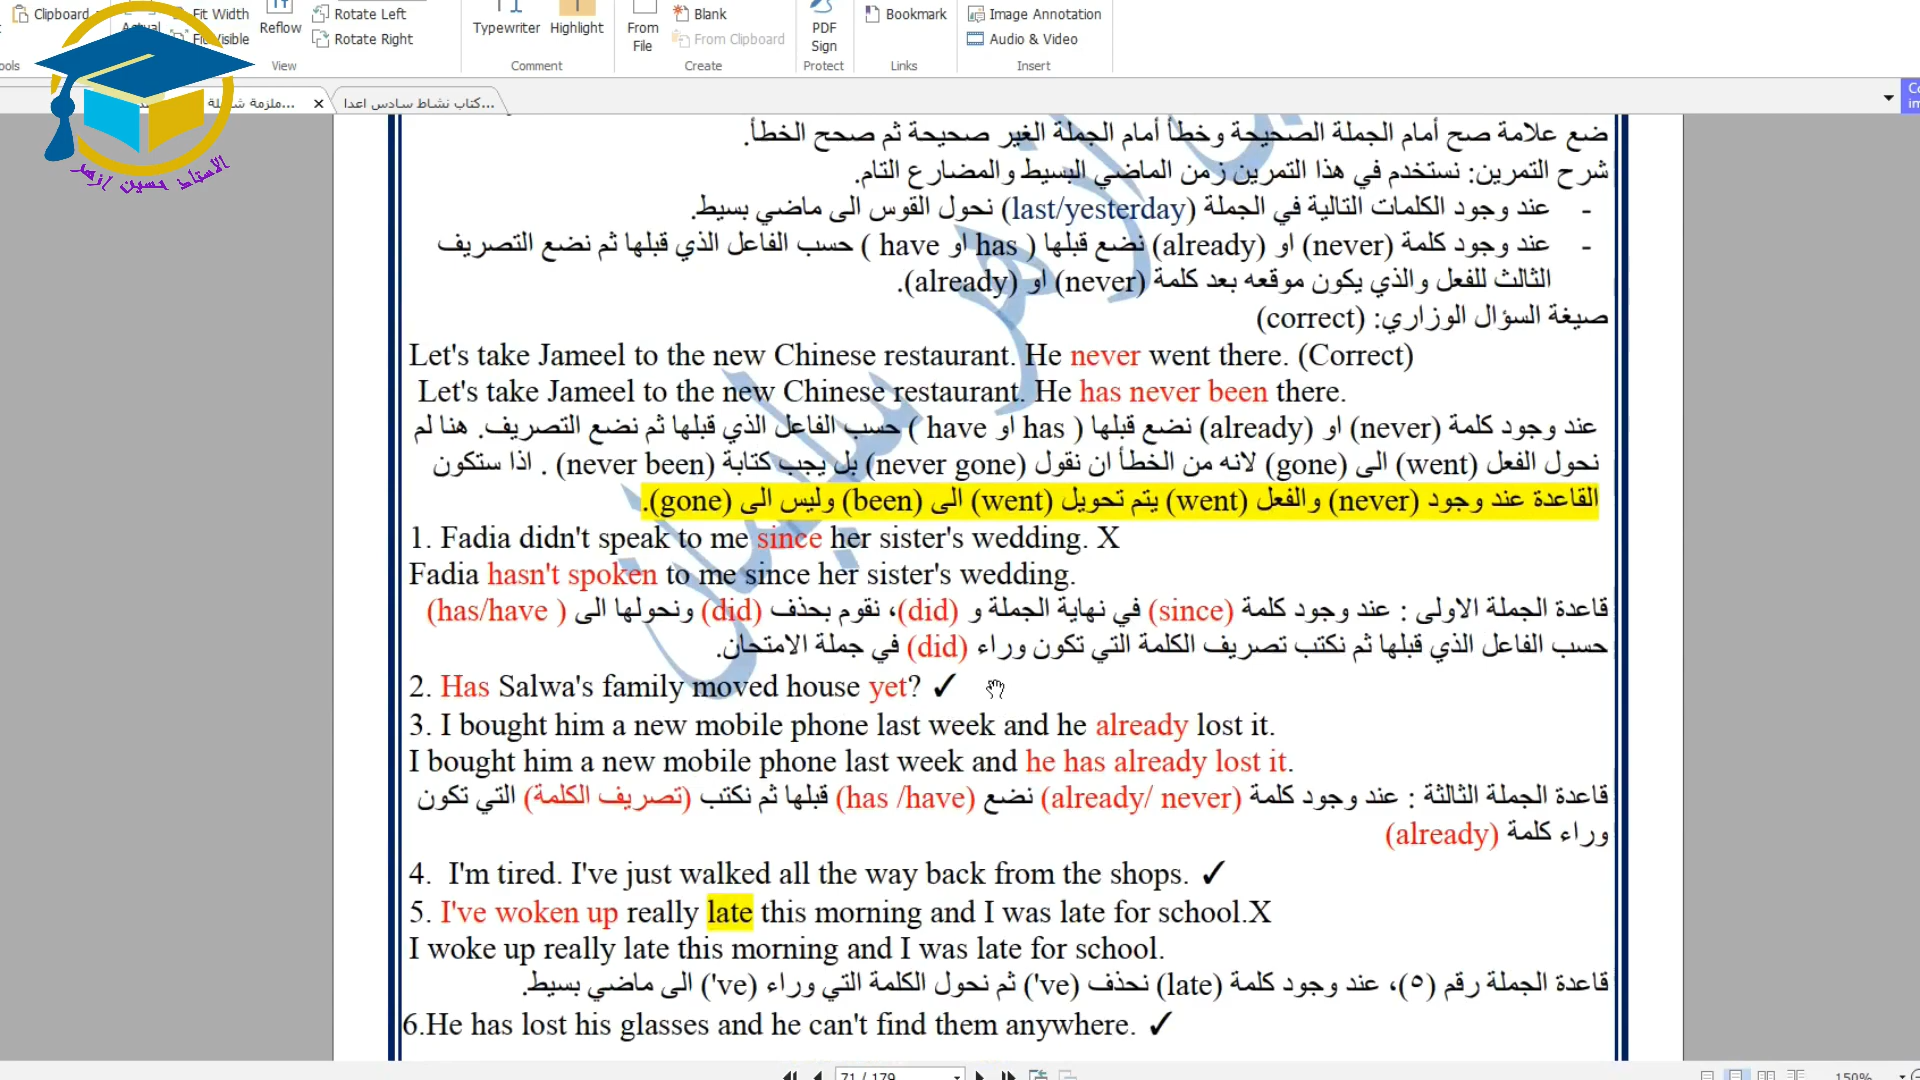 Clipboard
Fit Width
Rotate Left
Reflow
Rotate Right
View
Typewriter
Highlight
Comment
From File
Blank
From Clipboard
Create
PDF Sign
Protect
Bookmark
Links
Image Annotation
Audio & Video
Insert
كتاب نشاط سادس اعدا...
الاستاذ حسين ازهر
ضع علامة صح أمام الجملة الصحيحة وخطأ أمام الجملة الغير صحيحة ثم صحح الخطأ.
شرح التمرين: نستخدم في هذا التمرين زمن الماضي البسيط والمضارع التام.
- عند وجود الكلمات التالية في الجملة (last/yesterday) نحول القوس الى ماضي بسيط.
- عند وجود كلمة (never) او (already) نضع قبلها ( has او have ) حسب الفاعل الذي قبلها ثم نضع التصريف
الثالث للفعل والذي يكون موقعه بعد كلمة (never) او (already).
صيغة السؤال الوزاري: (correct)
Let's take Jameel to the new Chinese restaurant. He never went there. (Correct)
Let's take Jameel to the new Chinese restaurant. He has never been there.
عند وجود كلمة (never) او (already) نضع قبلها ( has او have ) حسب الفاعل الذي قبلها ثم نضع التصريف. هنا لم
نحول الفعل (went) الى (gone) لانه من الخطأ ان نقول (never gone) بل يجب كتابة (never been) . اذا ستكون
القاعدة عند وجود (never) والفعل (went) يتم تحويل (went) الى (been) وليس الى (gone).
1. Fadia didn't speak to me since her sister's wedding. X
Fadia hasn't spoken to me since her sister's wedding.
قاعدة الجملة الاولى : عند وجود كلمة (since) في نهاية الجملة و (did)، نقوم بحذف (did) ونحولها الى (has/have )
حسب الفاعل الذي قبلها ثم نكتب تصريف الكلمة التي تكون وراء (did) في جملة الامتحان.
2. Has Salwa's family moved house yet? ✓
3. I bought him a new mobile phone last week and he already lost it.
I bought him a new mobile phone last week and he has already lost it.
قاعدة الجملة الثالثة : عند وجود كلمة (already/ never) نضع (has /have) قبلها ثم نكتب (تصريف الكلمة) التي تكون
وراء كلمة (already)
4. I'm tired. I've just walked all the way back from the shops. ✓
5. I've woken up really late this morning and I was late for school.X
I woke up really late this morning and I was late for school.
قاعدة الجملة رقم (٥)، عند وجود كلمة (late) نحذف ('ve) ثم نحول الكلمة التي وراء ('ve) الى ماضي بسيط.
6.He has lost his glasses and he can't find them anywhere. ✓
71 / 179
150%